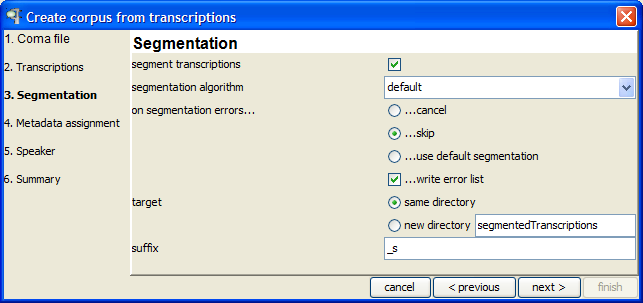 Create corpus from transcriptions
1. Coma file
2. Transcriptions
3. Segmentation
4. Metadata assignment
5. Speaker
6. Summary
Segmentation
segment transcriptions
segmentation algorithm default
on segmentation errors... ...cancel
...skip
...use default segmentation
...write error list
target same directory
new directory segmentedTranscriptions
suffix _s
cancel < previous next > finish